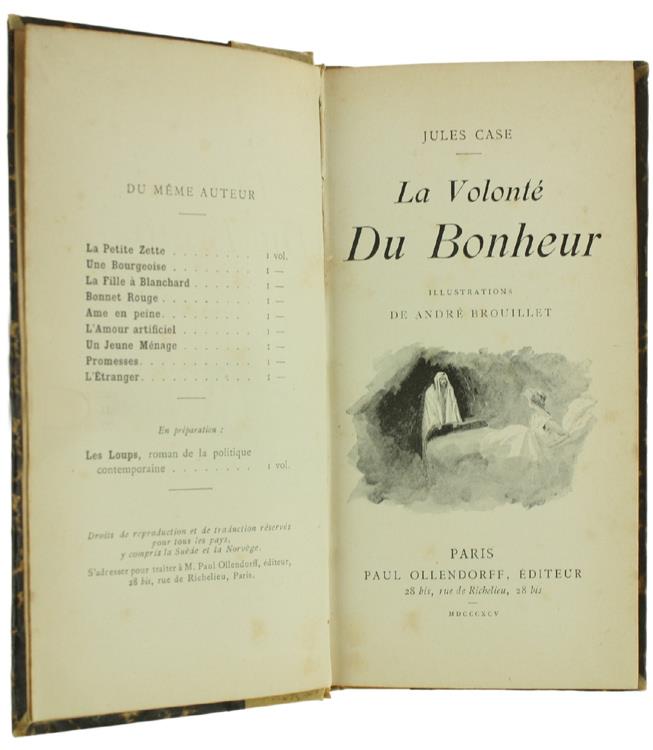 DU MÊME AUTEUR
La Petite Zette . . . . . . . . 1 vol.
Une Bourgeoise . . . . . . . . 1 —
La Fille à Blanchard . . . . . . 1 —
Bonnet Rouge . . . . . . . . . 1 —
Ame en peine. . . . . . . . . 1 —
L'Amour artificiel . . . . . . . 1 —
Un Jeune Ménage . . . . . . . 1 —
Promesses. . . . . . . . . . . 1 —
L'Étranger. . . . . . . . . . . 1 —
En préparation :
Les Loups, roman de la politique
contemporaine . . . . . . . . 1 vol.
Droits de reproduction et de traduction réservés
pour tous les pays,
y compris la Suède et la Norvège.
S'adresser pour traiter à M. Paul Ollendorff, éditeur,
28 bis, rue de Richelieu, Paris.
JULES CASE
La Volonté
Du Bonheur
ILLUSTRATIONS
DE ANDRÉ BROUILLET
PARIS
PAUL OLLENDORFF, ÉDITEUR
28 bis, rue de Richelieu, 28 bis
MDCCCXCV